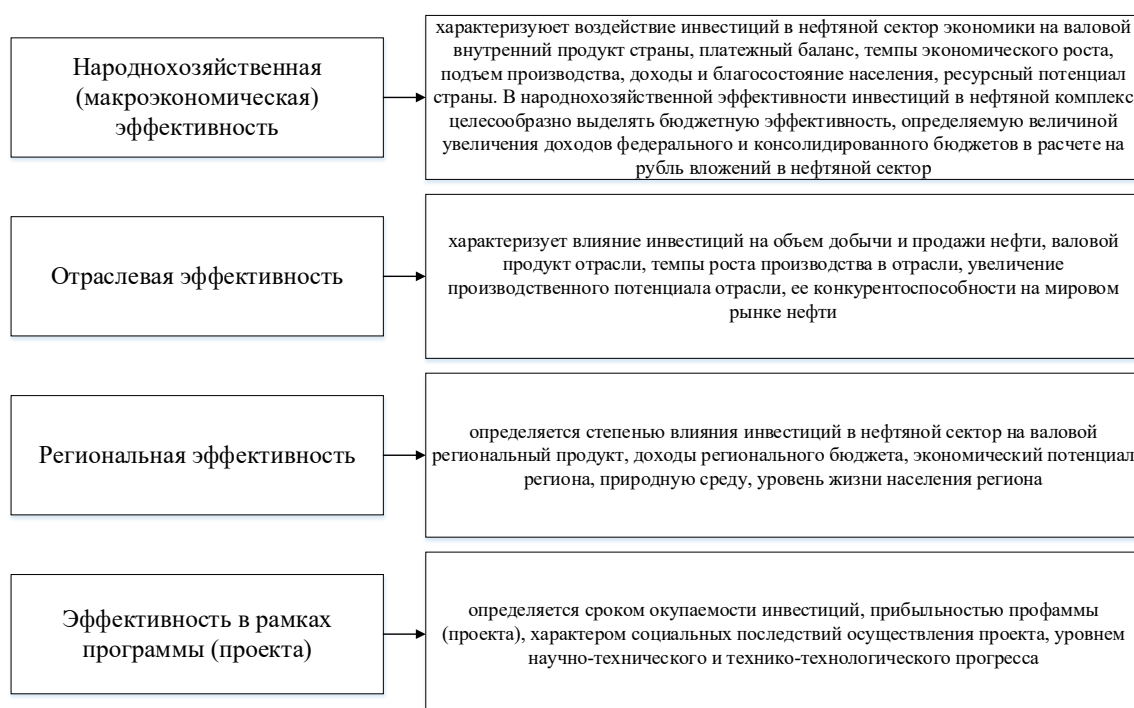 Народнохозяйственная
(макроэкономическая)
эффективность
характеризуюет воздействие инвестиций в нефтяной сектор экономики на валовой
внутренний продукт страны, платежный баланс, темпы экономического роста,
подъем производства, доходы и благосостояние населения, ресурсный потенциал
страны. В народнохозяйственной эффективности инвестиций в нефтяной комплекс
целесообразно выделять бюджетную эффективность, определяемую величиной
увеличения доходов федерального и консолидированного бюджетов в расчете на
рубль вложений в нефтяной сектор
Отраслевая эффективность
характеризует влияние инвестиций на объем добычи и продажи нефти, валовой
продукт отрасли, темпы роста производства в отрасли, увеличение
производственного потенциала отрасли, ее конкурентоспособности на мировом
рынке нефти
Региональная эффективность
определяется степенью влияния инвестиций в нефтяной сектор на валовой
региональный продукт, доходы регионального бюджета, экономический потенциал
региона, природную среду, уровень жизни населения региона
Эффективность в рамках
программы (проекта)
определяется сроком окупаемости инвестиций, прибыльностью профаммы
(проекта), характером социальных последствий осуществления проекта, уровнем
научно-технического и технико-технологического прогресса